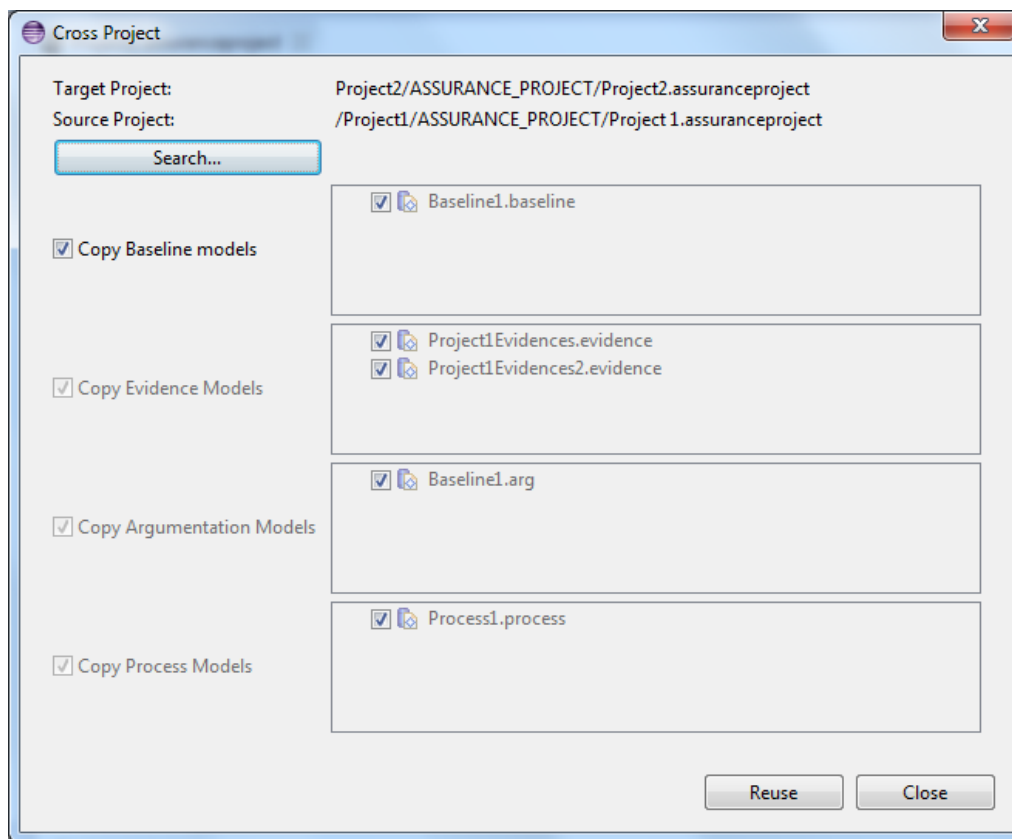 Cross Project
Target Project: Project2/ASSURANCE_PROJECT/Project2.assuranceproject
Source Project: /Project1/ASSURANCE_PROJECT/Project 1.assuranceproject
Search...
Baseline1.baseline
Copy Baseline models
Project1Evidences.evidence
Project1Evidences2.evidence
Copy Evidence Models
Baseline1.arg
Copy Argumentation Models
Process1.process
Copy Process Models
Reuse Close